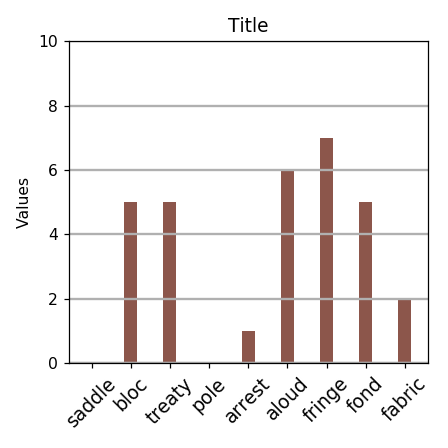 Title
10
8
6
4
2
0
Values
saddle
bloc
treaty
pole
arrest
aloud
fringe
fond
fabric